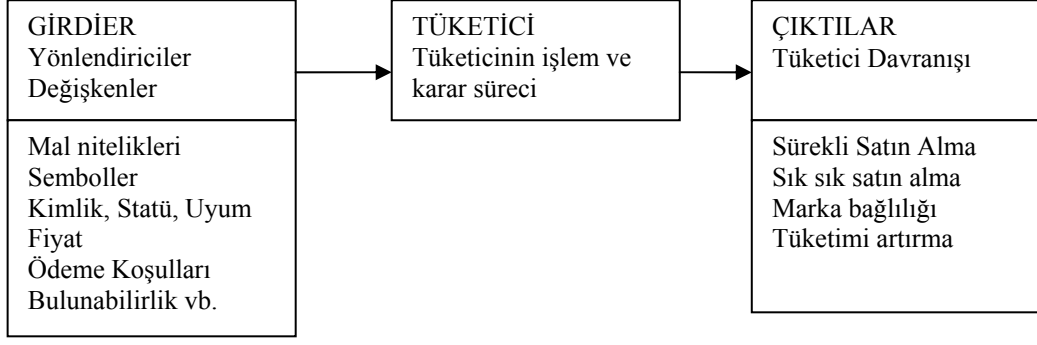 GİRDİER
Yönlendiriciler
Değişkenler
Mal nitelikleri
Semboller
Kimlik, Statü, Uyum
Fiyat
Ödeme Koşulları
Bulunabilirlik vb.
TÜKETİCİ
Tüketicinin işlem ve
karar süreci
ÇIKTILAR
Tüketici Davranışı
Sürekli Satın Alma
Sık sık satın alma
Marka bağlılığı
Tüketimi artırma